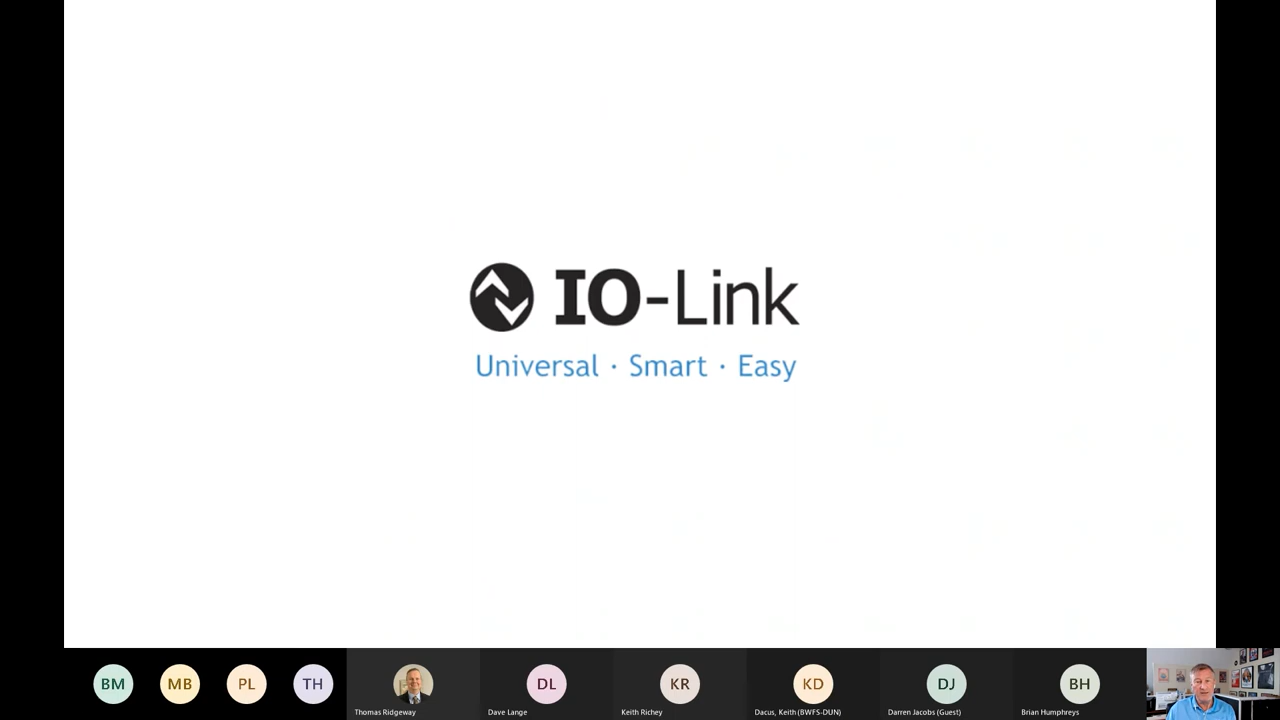 IO-Link
Universal · Smart · Easy
BM
MB
PL
TH
Thomas Ridgeway
DL
Dave Lange
KR
Keith Richey
KD
Dacus, Keith (BWFS-DUN)
DJ
Darren Jacobs (Guest)
BH
Brian Humphreys